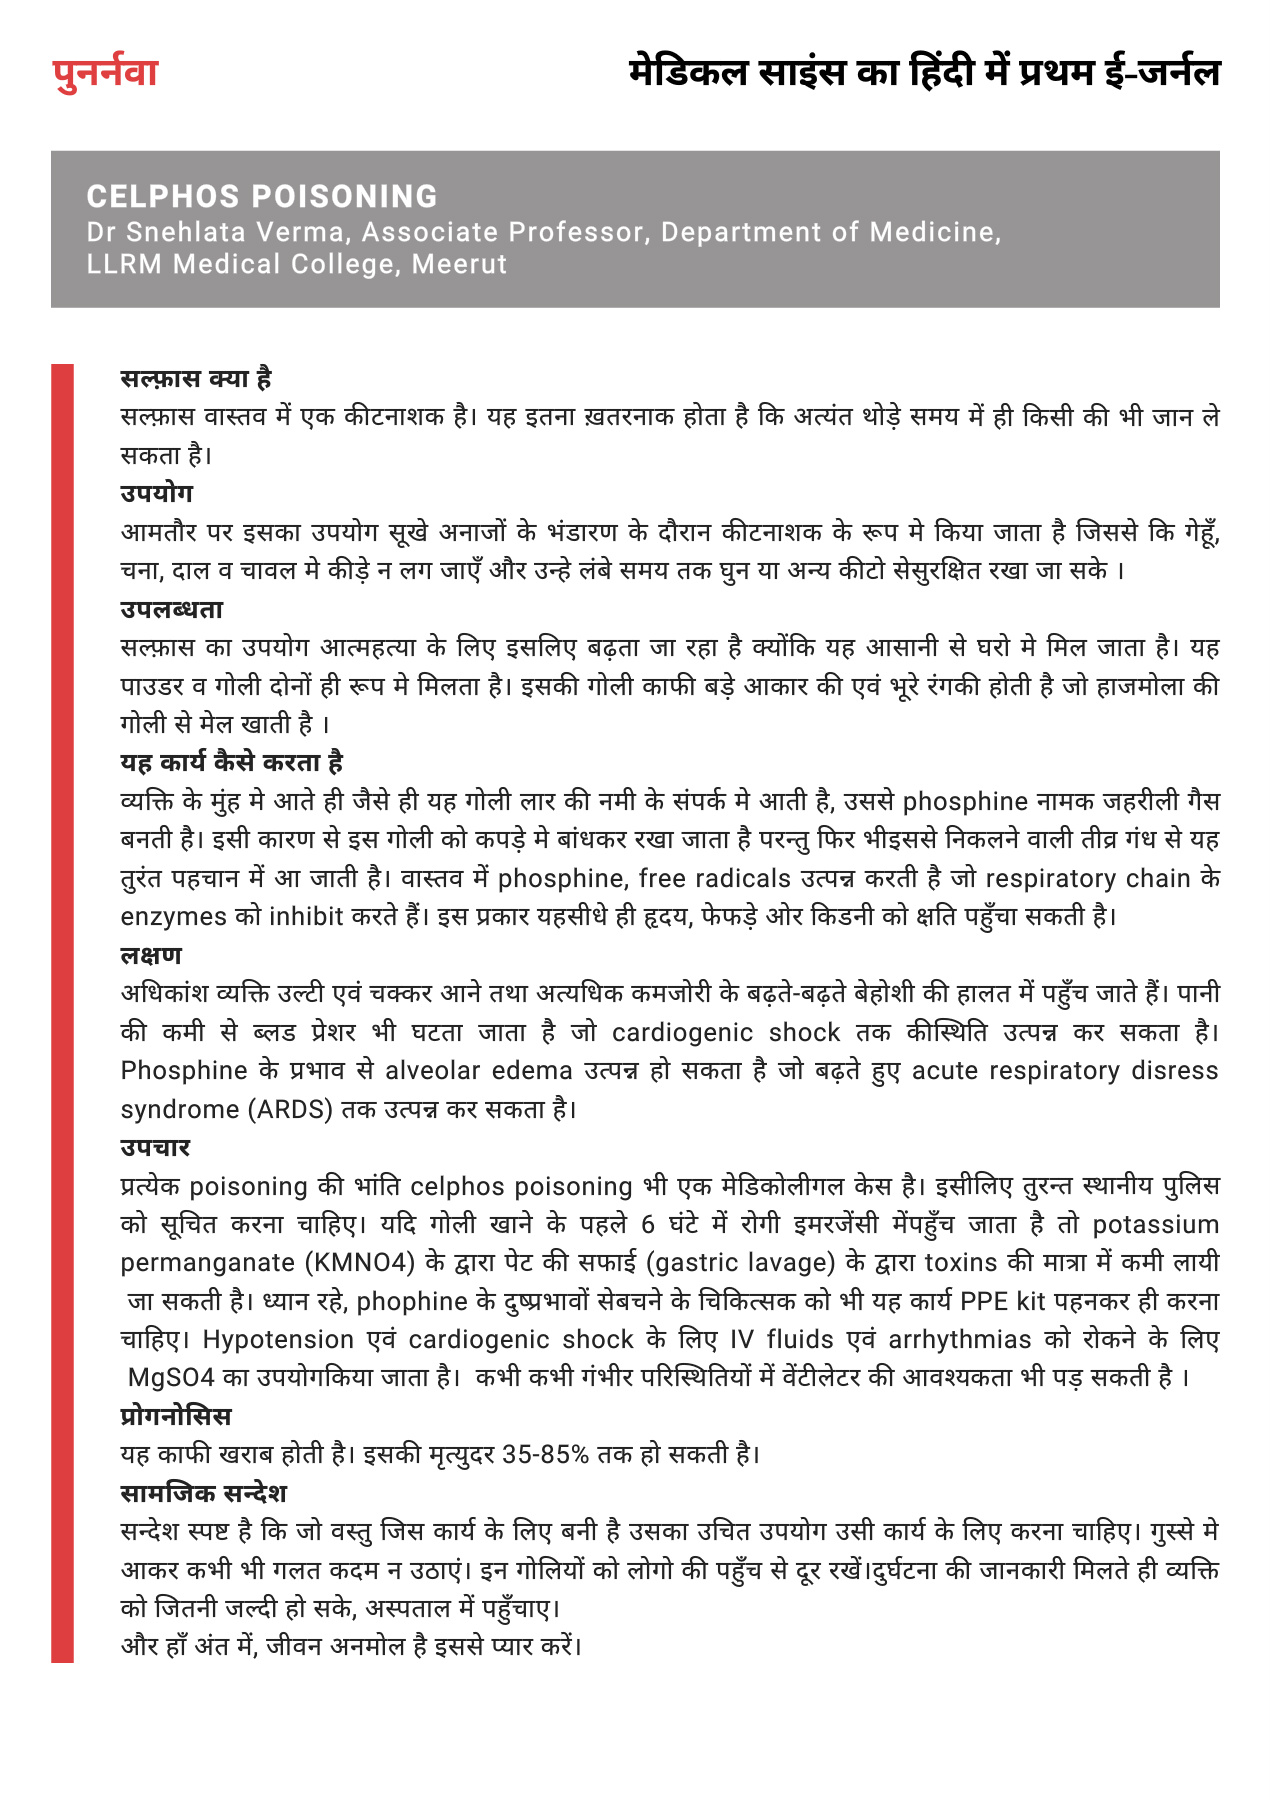 पुनर्नवा
मेडिकल साइंस का हिंदी में प्रथम ई-जर्नल
CELPHOS POISONING
Dr Snehlata Verma, Associate Professor, Department of Medicine,
LLRM Medical College, Meerut
सल्फ़ास क्या है
सल्फ़ास वास्तव में एक कीटनाशक है। यह इतना ख़तरनाक होता है कि अत्यंत थोड़े समय में ही किसी की भी जान ले
सकता है।
उपयोग
आमतौर पर इसका उपयोग सूखे अनाजों के भंडारण के दौरान कीटनाशक के रूप मे किया जाता है जिससे कि गेहूँ,
चना, दाल व चावल मे कीड़े न लग जाएँ और उन्हे लंबे समय तक घुन या अन्य कीटो सेसुरक्षित रखा जा सके ।
उपलब्धता
सल्फ़ास का उपयोग आत्महत्या के लिए इसलिए बढ़ता जा रहा है क्योंकि यह आसानी से घरो मे मिल जाता है। यह
पाउडर व गोली दोनों ही रूप मे मिलता है। इसकी गोली काफी बड़े आकार की एवं भूरे रंगकी होती है जो हाजमोला की
गोली से मेल खाती है ।
यह कार्य कैसे करता है
व्यक्ति के मुंह मे आते ही जैसे ही यह गोली लार की नमी के संपर्क मे आती है, उससे phosphine नामक जहरीली गैस
बनती है। इसी कारण से इस गोली को कपड़े मे बांधकर रखा जाता है परन्तु फिर भीइससे निकलने वाली तीव्र गंध से यह
तुरंत पहचान में आ जाती है। वास्तव में phosphine, free radicals उत्पन्न करती है जो respiratory chain के
enzymes को inhibit करते हैं। इस प्रकार यहसीधे ही हृदय, फेफड़े ओर किडनी को क्षति पहुँचा सकती है।
लक्षण
अधिकांश व्यक्ति उल्टी एवं चक्कर आने तथा अत्यधिक कमजोरी के बढ़ते-बढ़ते बेहोशी की हालत में पहुँच जाते हैं। पानी
की कमी से ब्लड प्रेशर भी घटता जाता है जो cardiogenic shock तक कीस्थिति उत्पन्न कर सकता है।
Phosphine के प्रभाव से alveolar edema उत्पन्न हो सकता है जो बढ़ते हुए acute respiratory disress
syndrome (ARDS) तक उत्पन्न कर सकता है।
उपचार
प्रत्येक poisoning की भांति celphos poisoning भी एक मेडिकोलीगल केस है। इसीलिए तुरन्त स्थानीय पुलिस
को सूचित करना चाहिए। यदि गोली खाने के पहले 6 घंटे में रोगी इमरजेंसी मेंपहुँच जाता है तो potassium
permanganate (KMNO4) के द्वारा पेट की सफाई (gastric lavage) के द्वारा toxins की मात्रा में कमी लायी
जा सकती है। ध्यान रहे, phophine के दुष्प्रभावों सेबचने के चिकित्सक को भी यह कार्य PPE kit पहनकर ही करना
चाहिए। Hypotension एवं cardiogenic shock के लिए IV fluids एवं arrhythmias को रोकने के लिए
MgSO4 का उपयोगकिया जाता है। कभी कभी गंभीर परिस्थितियों में वेंटीलेटर की आवश्यकता भी पड़ सकती है ।
प्रोगनोसिस
यह काफी खराब होती है। इसकी मृत्युदर 35-85% तक हो सकती है।
सामजिक सन्देश
सन्देश स्पष्ट है कि जो वस्तु जिस कार्य के लिए बनी है उसका उचित उपयोग उसी कार्य के लिए करना चाहिए। गुस्से मे
आकर कभी भी गलत कदम न उठाएं। इन गोलियों को लोगो की पहुँच से दूर रखें।दुर्घटना की जानकारी मिलते ही व्यक्ति
को जितनी जल्दी हो सके, अस्पताल में पहुँचाए।
और हाँ अंत में, जीवन अनमोल है इससे प्यार करें।